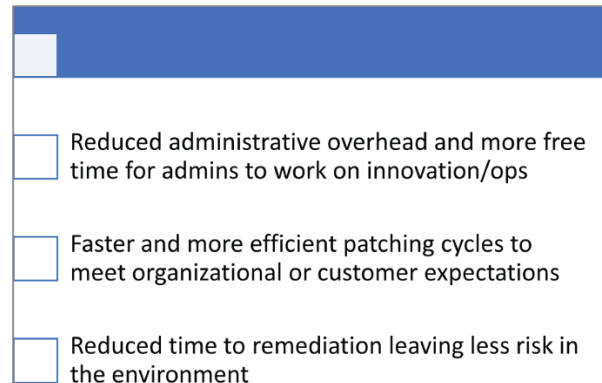 Reduced administrative overhead and more free
time for admins to work on innovation/ops
Faster and more efficient patching cycles to
meet organizational or customer expectations
Reduced time to remediation leaving less risk in
the environment